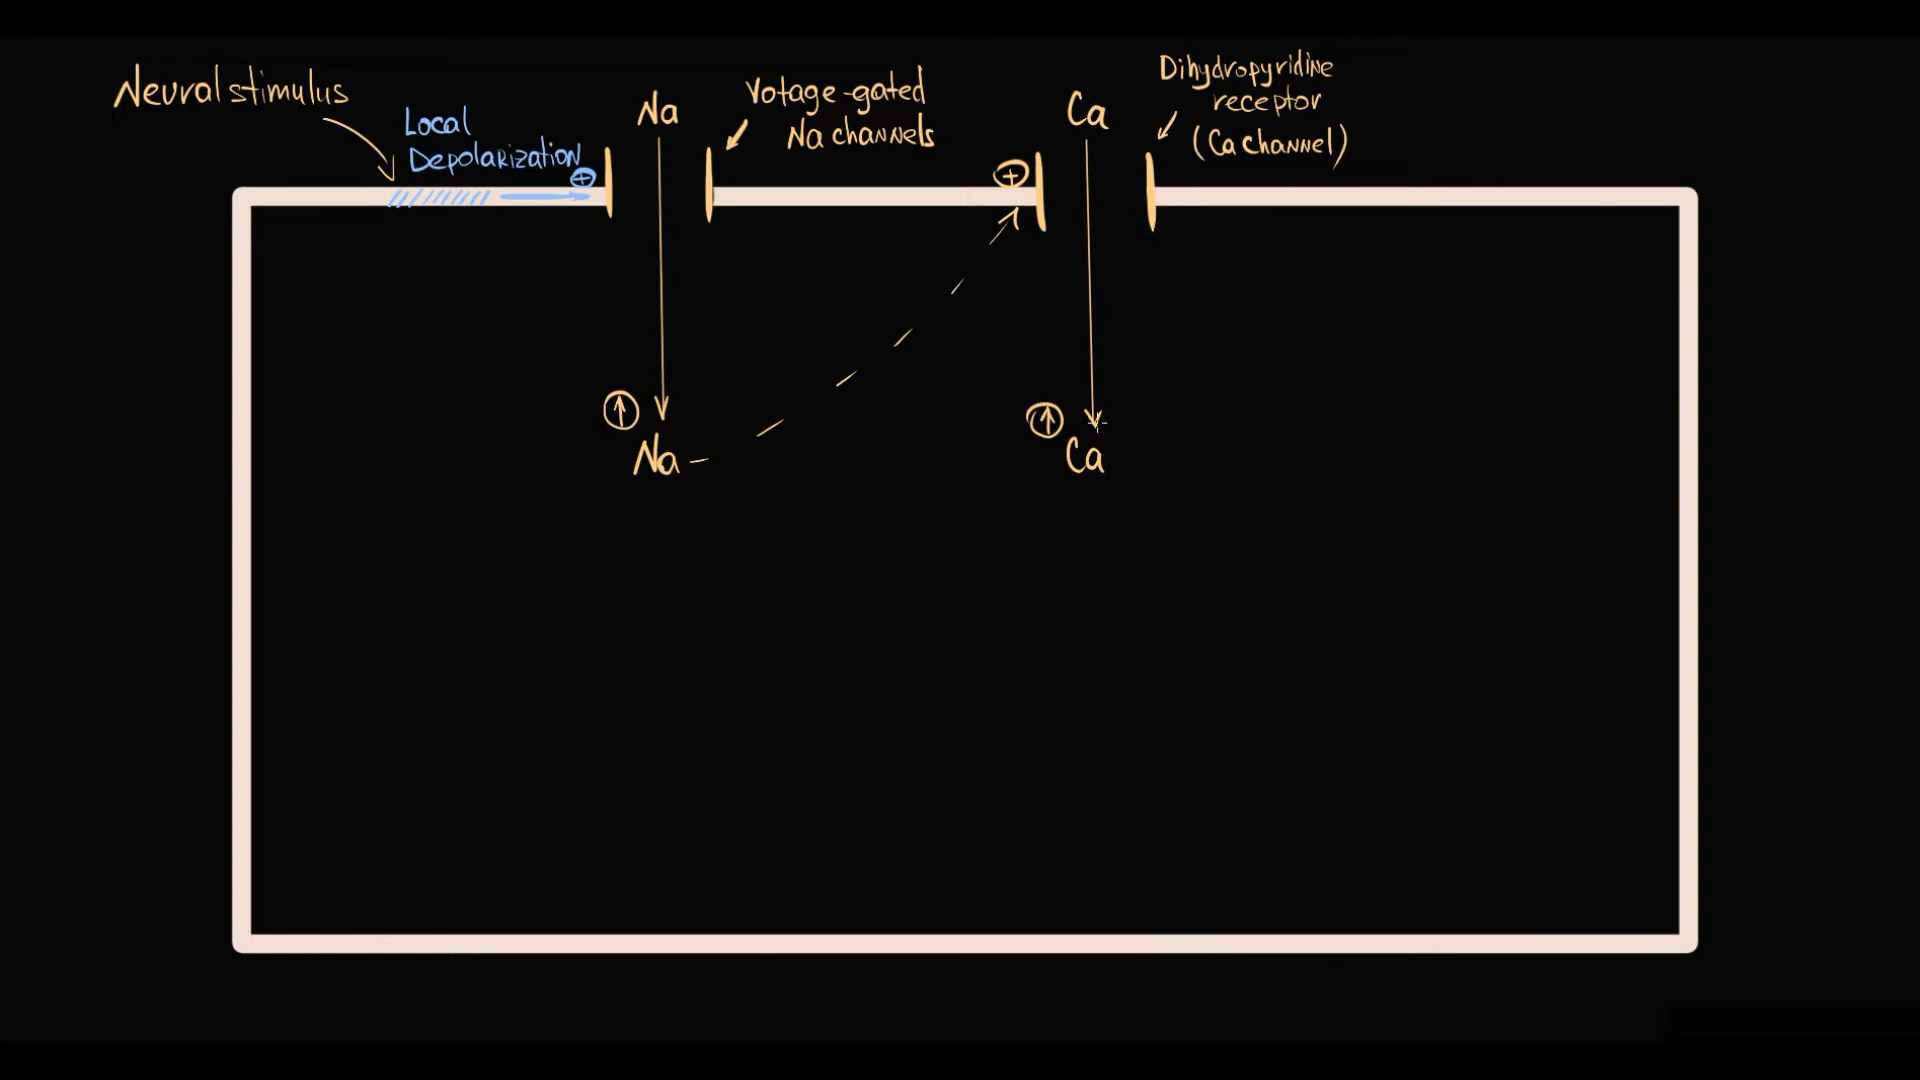 Neural stimulus
Local
Depolarization
+
Na
Votage-gated
Na channels
+
Ca
Dihydropyridine
receptor
(Ca channel)
↑
Na
↑
Ca